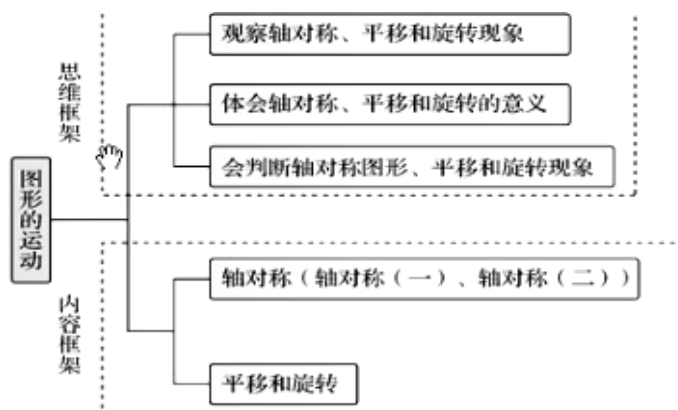 图形的运动
思维框架
观察轴对称、平移和旋转现象
体会轴对称、平移和旋转的意义
会判断轴对称图形、平移和旋转现象
内容框架
轴对称（轴对称（一）、轴对称（二））
平移和旋转